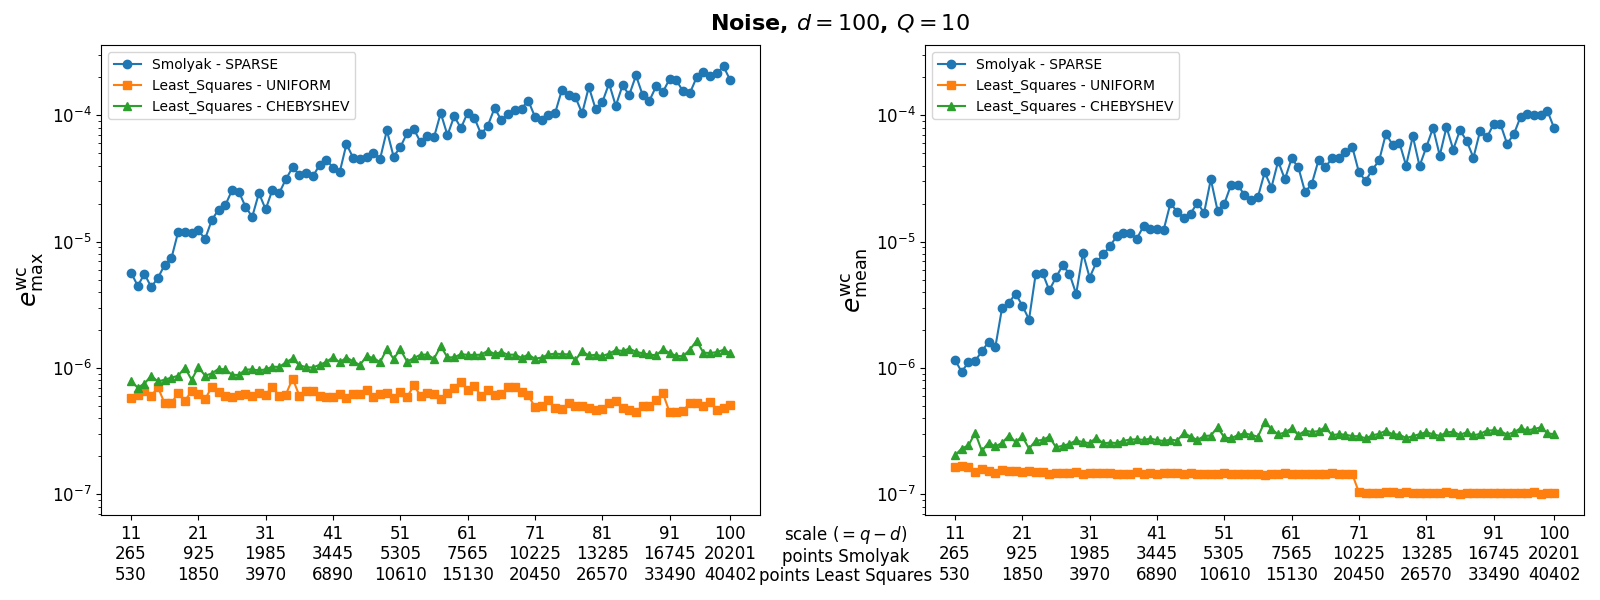 Noise, d = 100, Q = 10
Smolyak - SPARSE
Least_Squares - UNIFORM
Least_Squares - CHEBYSHEV
10⁻⁴
10⁻⁵
10⁻⁶
10⁻⁷
e^wc_max
11 21 31 41 51 61 71 81 91 100
265 925 1985 3445 5305 7565 10225 13285 16745 20201
530 1850 3970 6890 10610 15130 20450 26570 33490 40402
scale (= q − d)
points Smolyak
points Least Squares
Smolyak - SPARSE
Least_Squares - UNIFORM
Least_Squares - CHEBYSHEV
10⁻⁴
10⁻⁵
10⁻⁶
10⁻⁷
e^wc_mean
11 21 31 41 51 61 71 81 91 100
265 925 1985 3445 5305 7565 10225 13285 16745 20201
530 1850 3970 6890 10610 15130 20450 26570 33490 40402